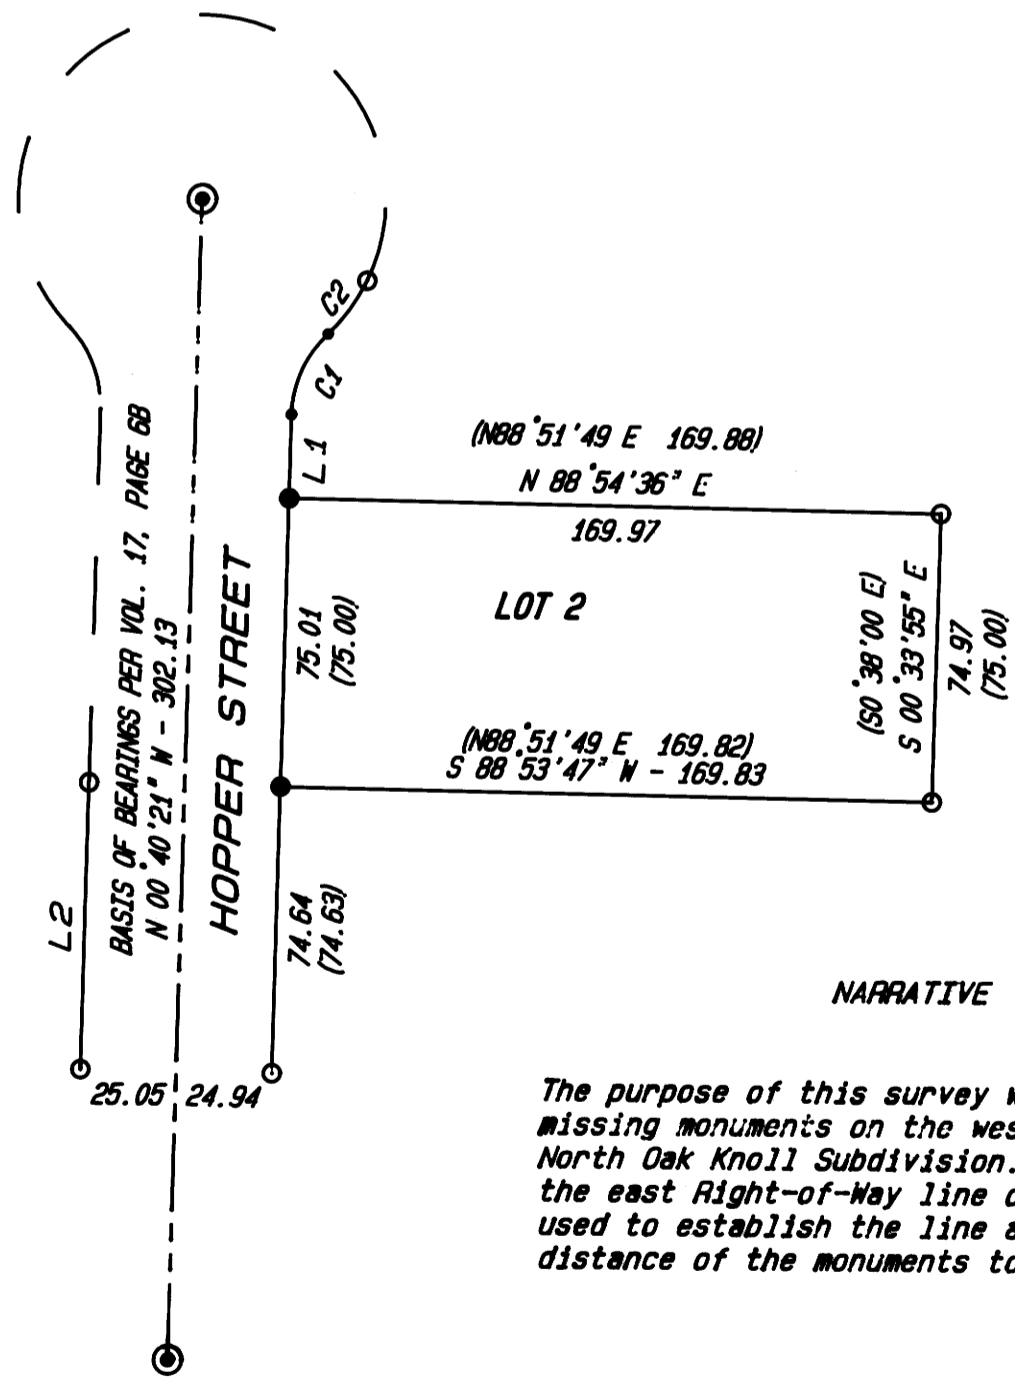 C2
C1
L1
(N88°51'49 E 169.88)
N 88°54'36" E
169.97
BASIS OF BEARINGS PER VOL. 17, PAGE 6B
N 00°40'21" W - 302.13
HOPPER STREET
75.01
(75.00)
LOT 2
(S0°38'00 E)
S 00°33'55" E
74.97
(75.00)
(N88°51'49 E 169.82)
S 88°53'47" W - 169.83
L2
74.64
(74.63)
25.05 24.94
NARRATIVE
The purpose of this survey w
missing monuments on the wes
North Oak Knoll Subdivision.
the east Right-of-Way line o
used to establish the line a
distance of the monuments to